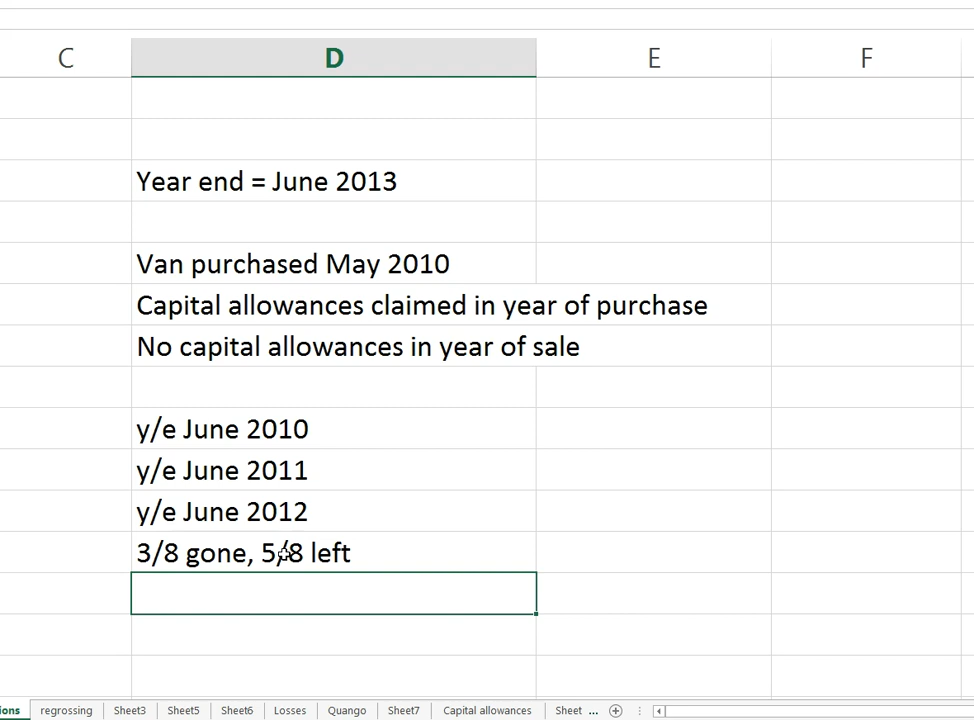 C D E F
Year end = June 2013
Van purchased May 2010
Capital allowances claimed in year of purchase
No capital allowances in year of sale
y/e June 2010
y/e June 2011
y/e June 2012
3/8 gone, 5/8 left
ions regrossing Sheet3 Sheet5 Sheet6 Losses Quango Sheet7 Capital allowances Sheet ...